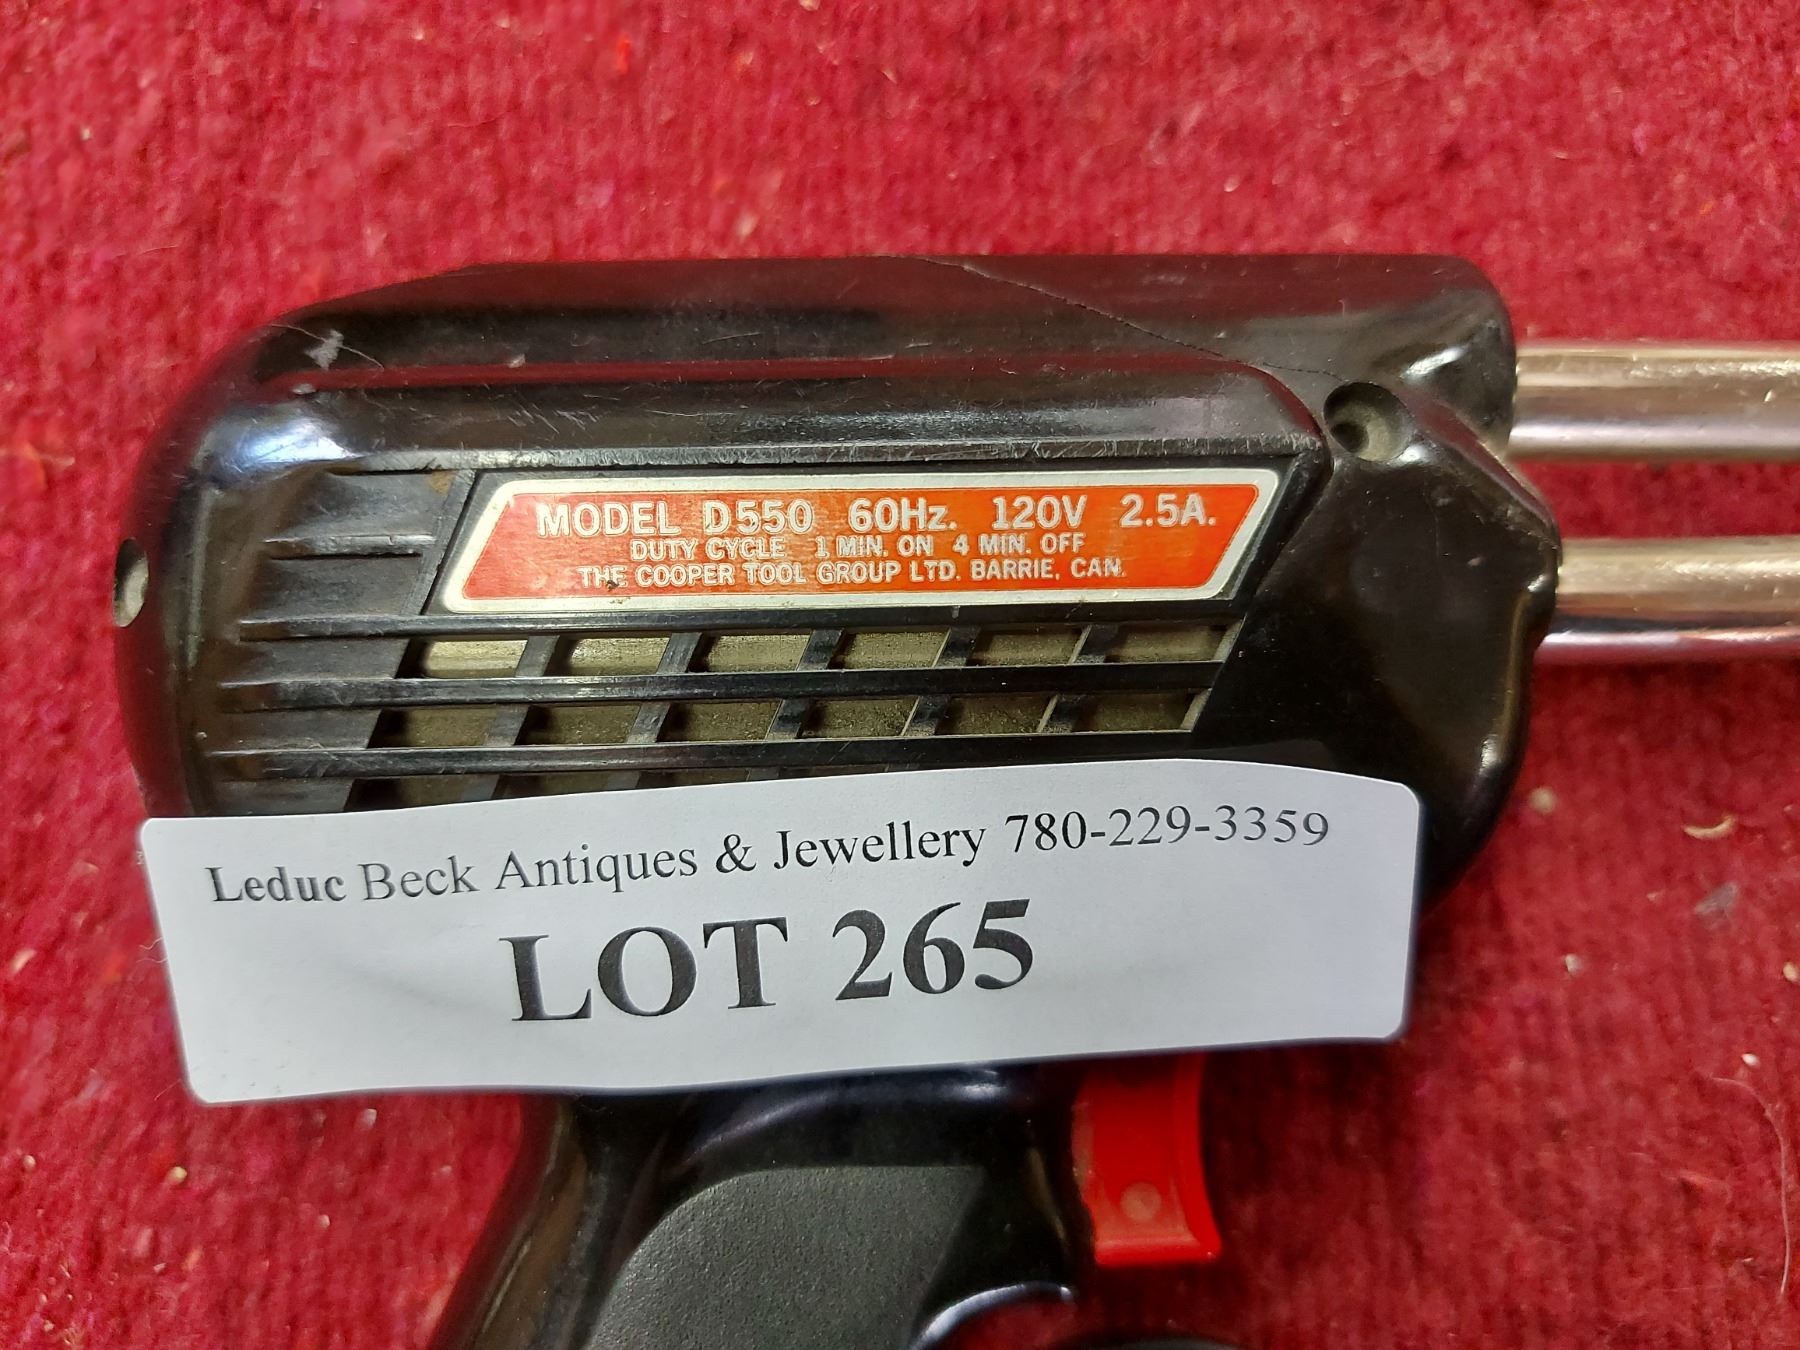 MODEL D550 60Hz. 120V 2.5A.
DUTY CYCLE 1 MIN. ON 4 MIN. OFF
THE COOPER TOOL GROUP LTD. BARRIE, CAN.
Leduc Beck Antiques & Jewellery 780-229-3359
LOT 265